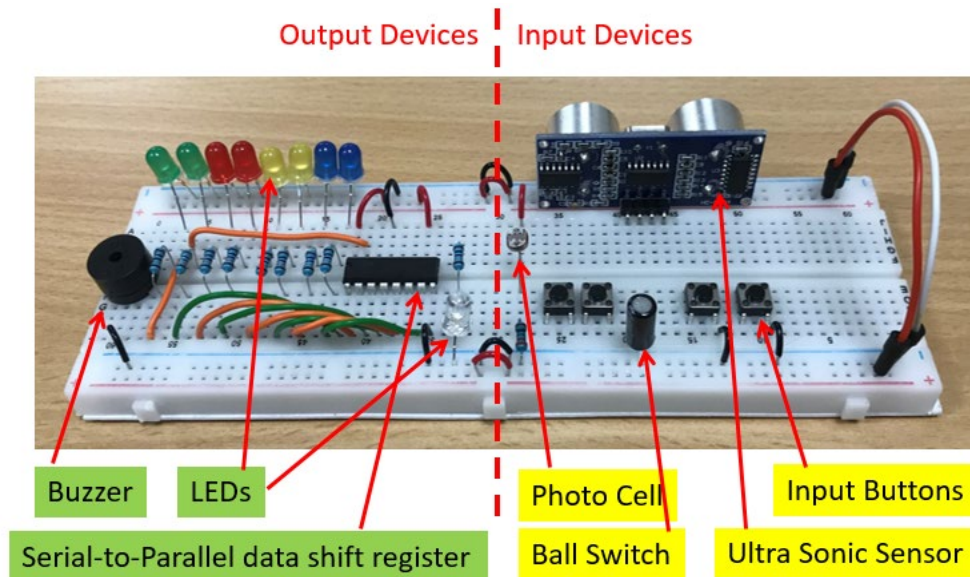 Output Devices
Input Devices
Buzzer
LEDs
Photo Cell
Input Buttons
Serial-to-Parallel data shift register
Ball Switch
Ultra Sonic Sensor